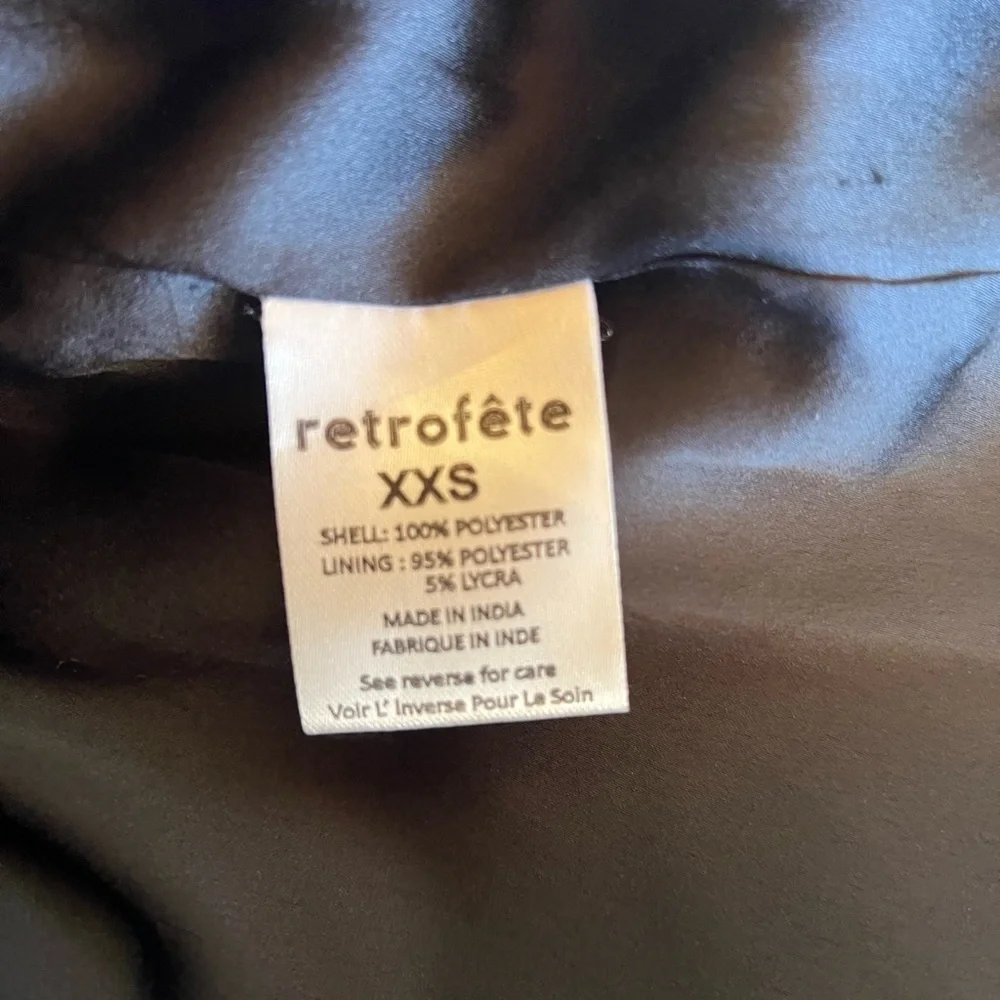 retrofête
XXS
SHELL: 100% POLYESTER
LINING : 95% POLYESTER
5% LYCRA
MADE IN INDIA
FABRIQUE IN INDE
See reverse for care
Voir L' Inverse Pour Le Soin